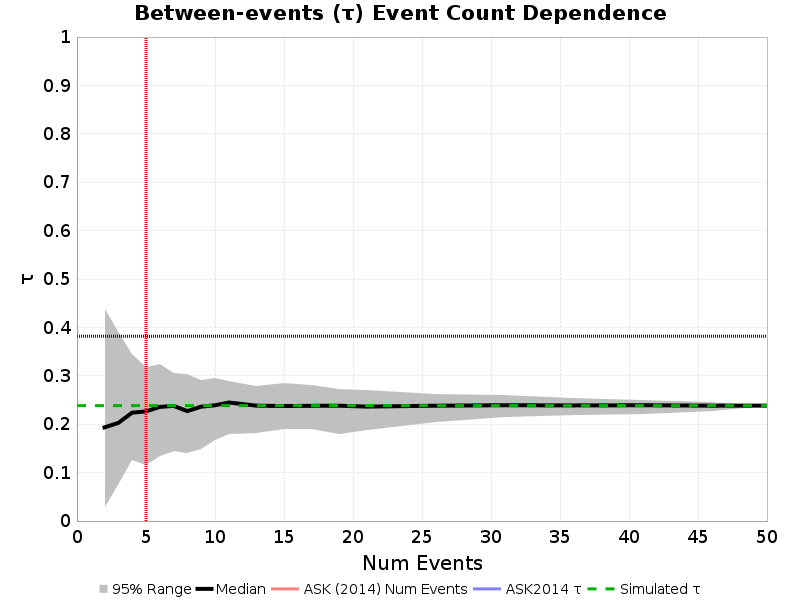 Between-events (τ) Event Count Dependence
1
0.9
0.8
0.7
0.6
0.5
0.4
0.3
0.2
0.1
0
τ
0 5 10 15 20 25 30 35 40 45 50
Num Events
95% Range Median ASK (2014) Num Events ASK2014 τ Simulated τ